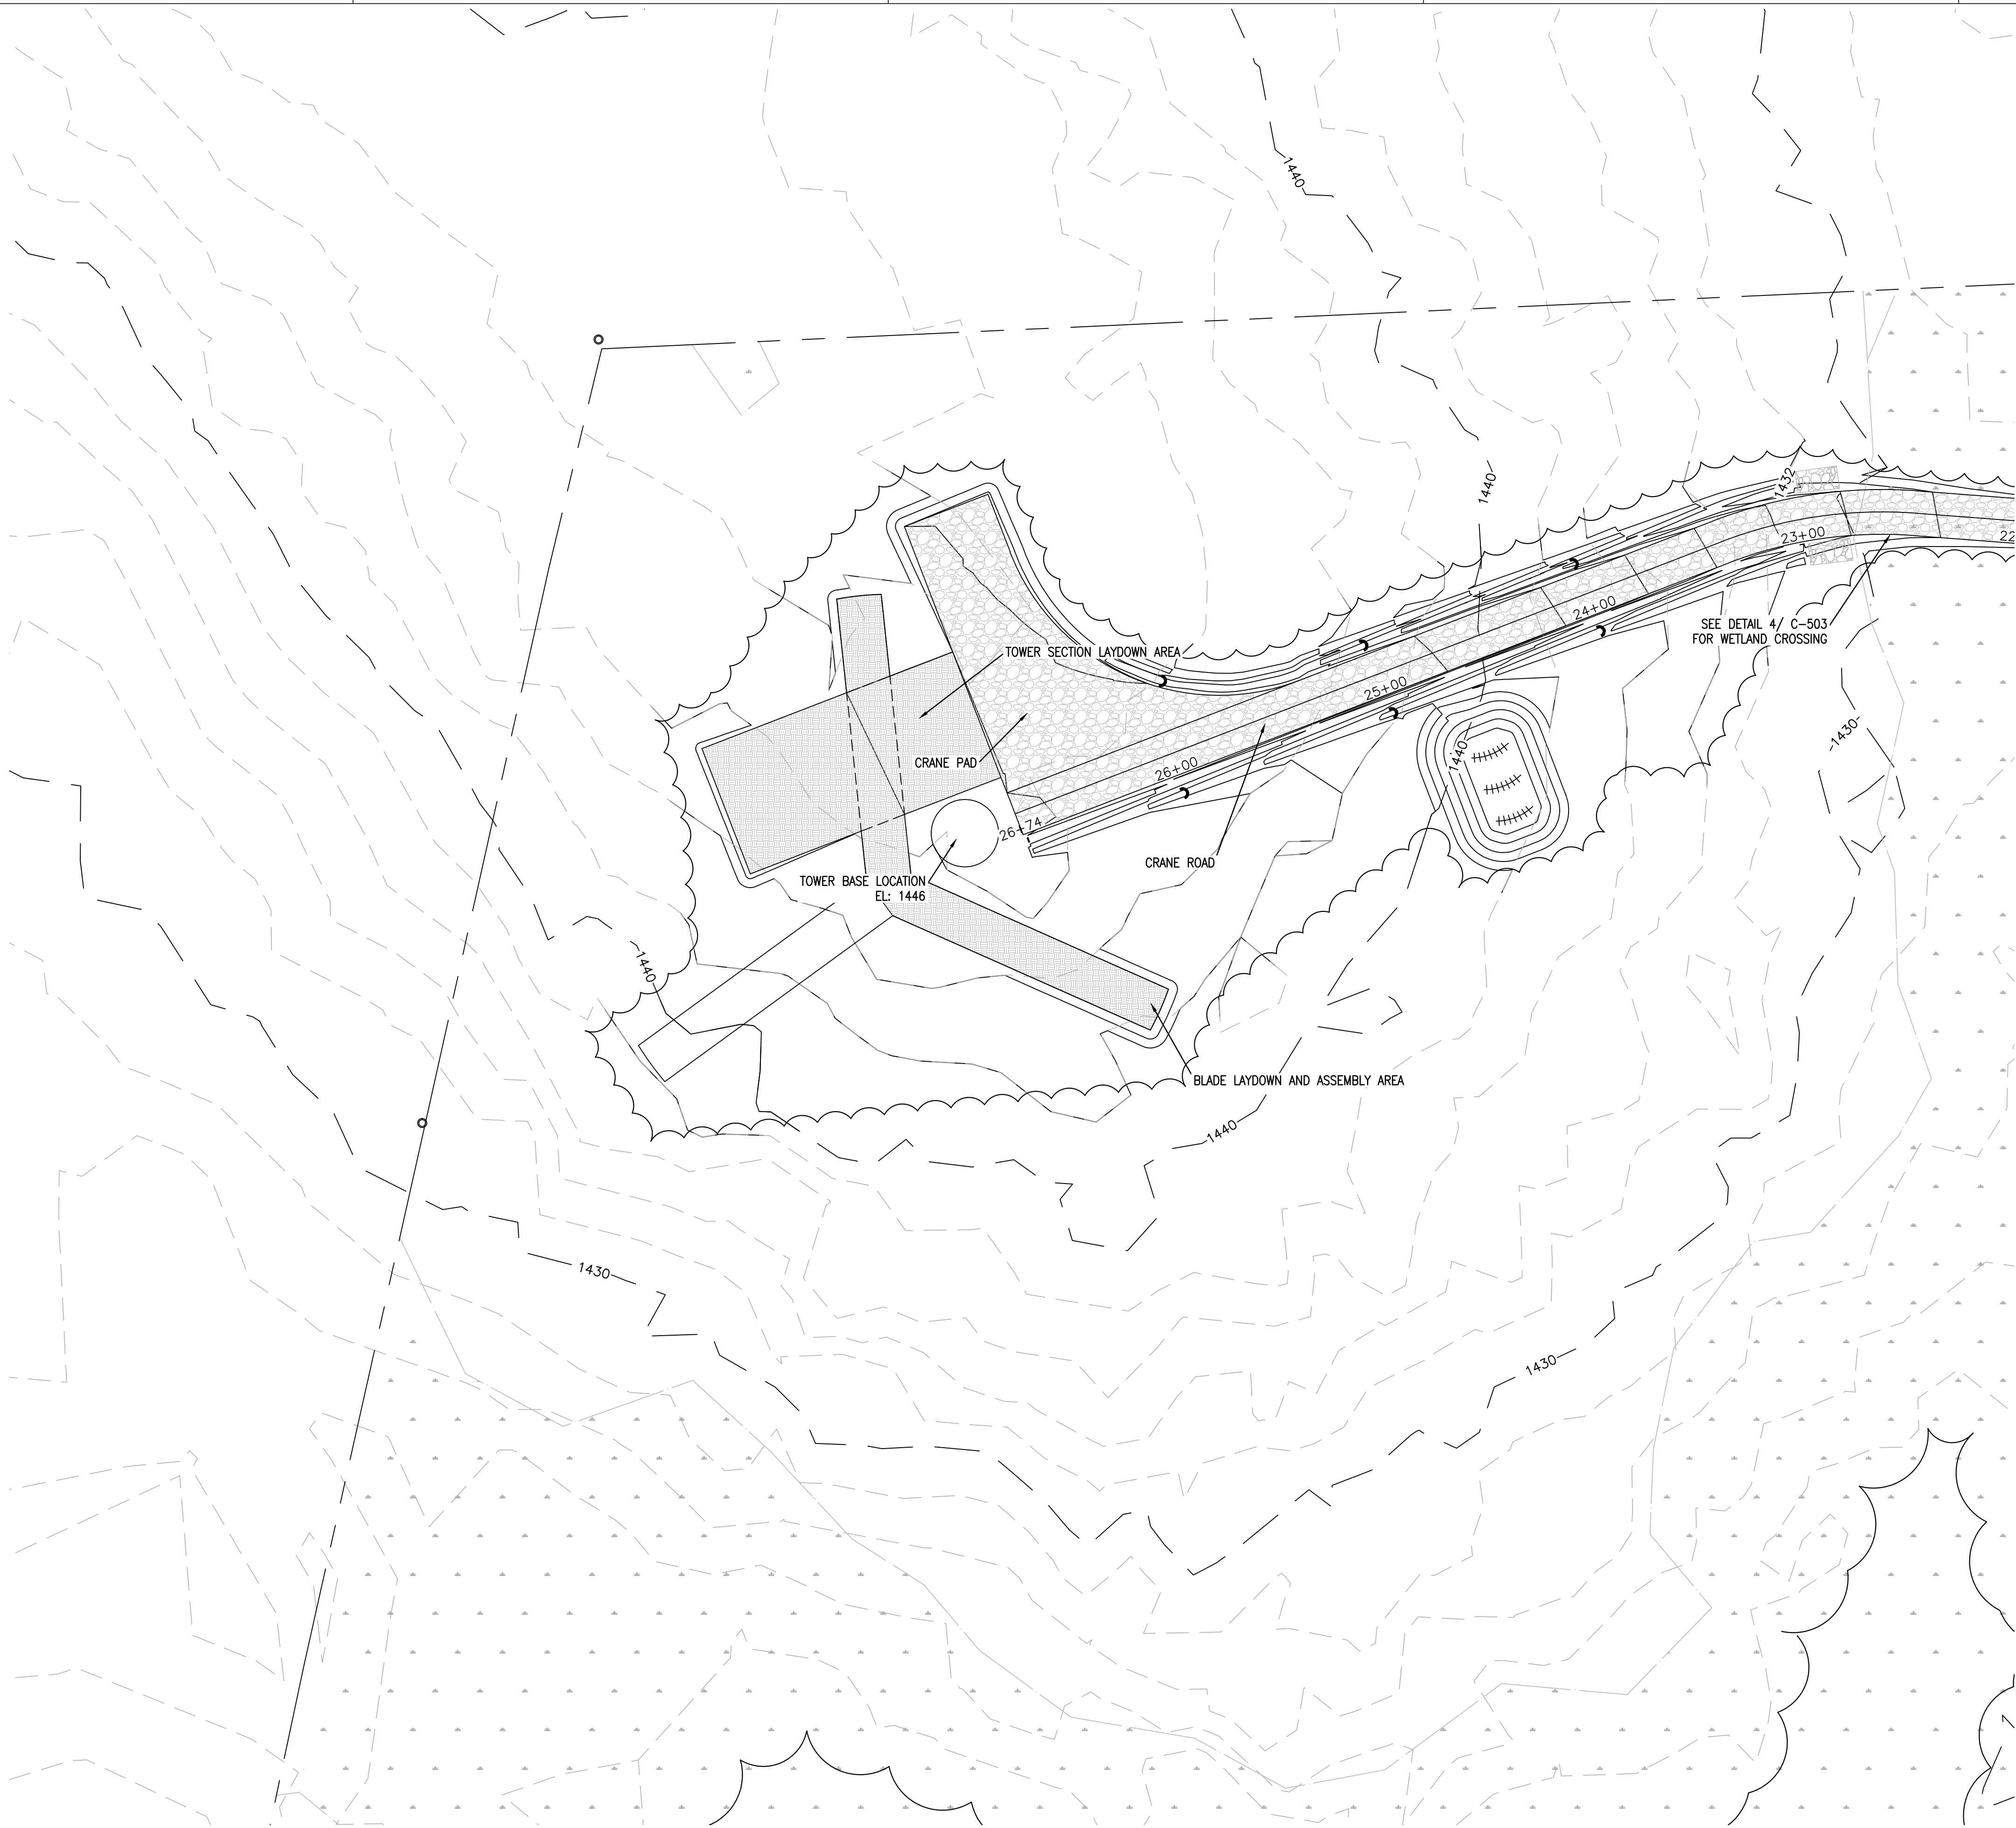 1440
1440
1432
23+00
22
24+00
SEE DETAIL 4/ C-503
FOR WETLAND CROSSING
TOWER SECTION LAYDOWN AREA
25+00
1430
1440
CRANE PAD
26+00
26+74
CRANE ROAD
TOWER BASE LOCATION
EL: 1446
1440
BLADE LAYDOWN AND ASSEMBLY AREA
1440
1430
1430